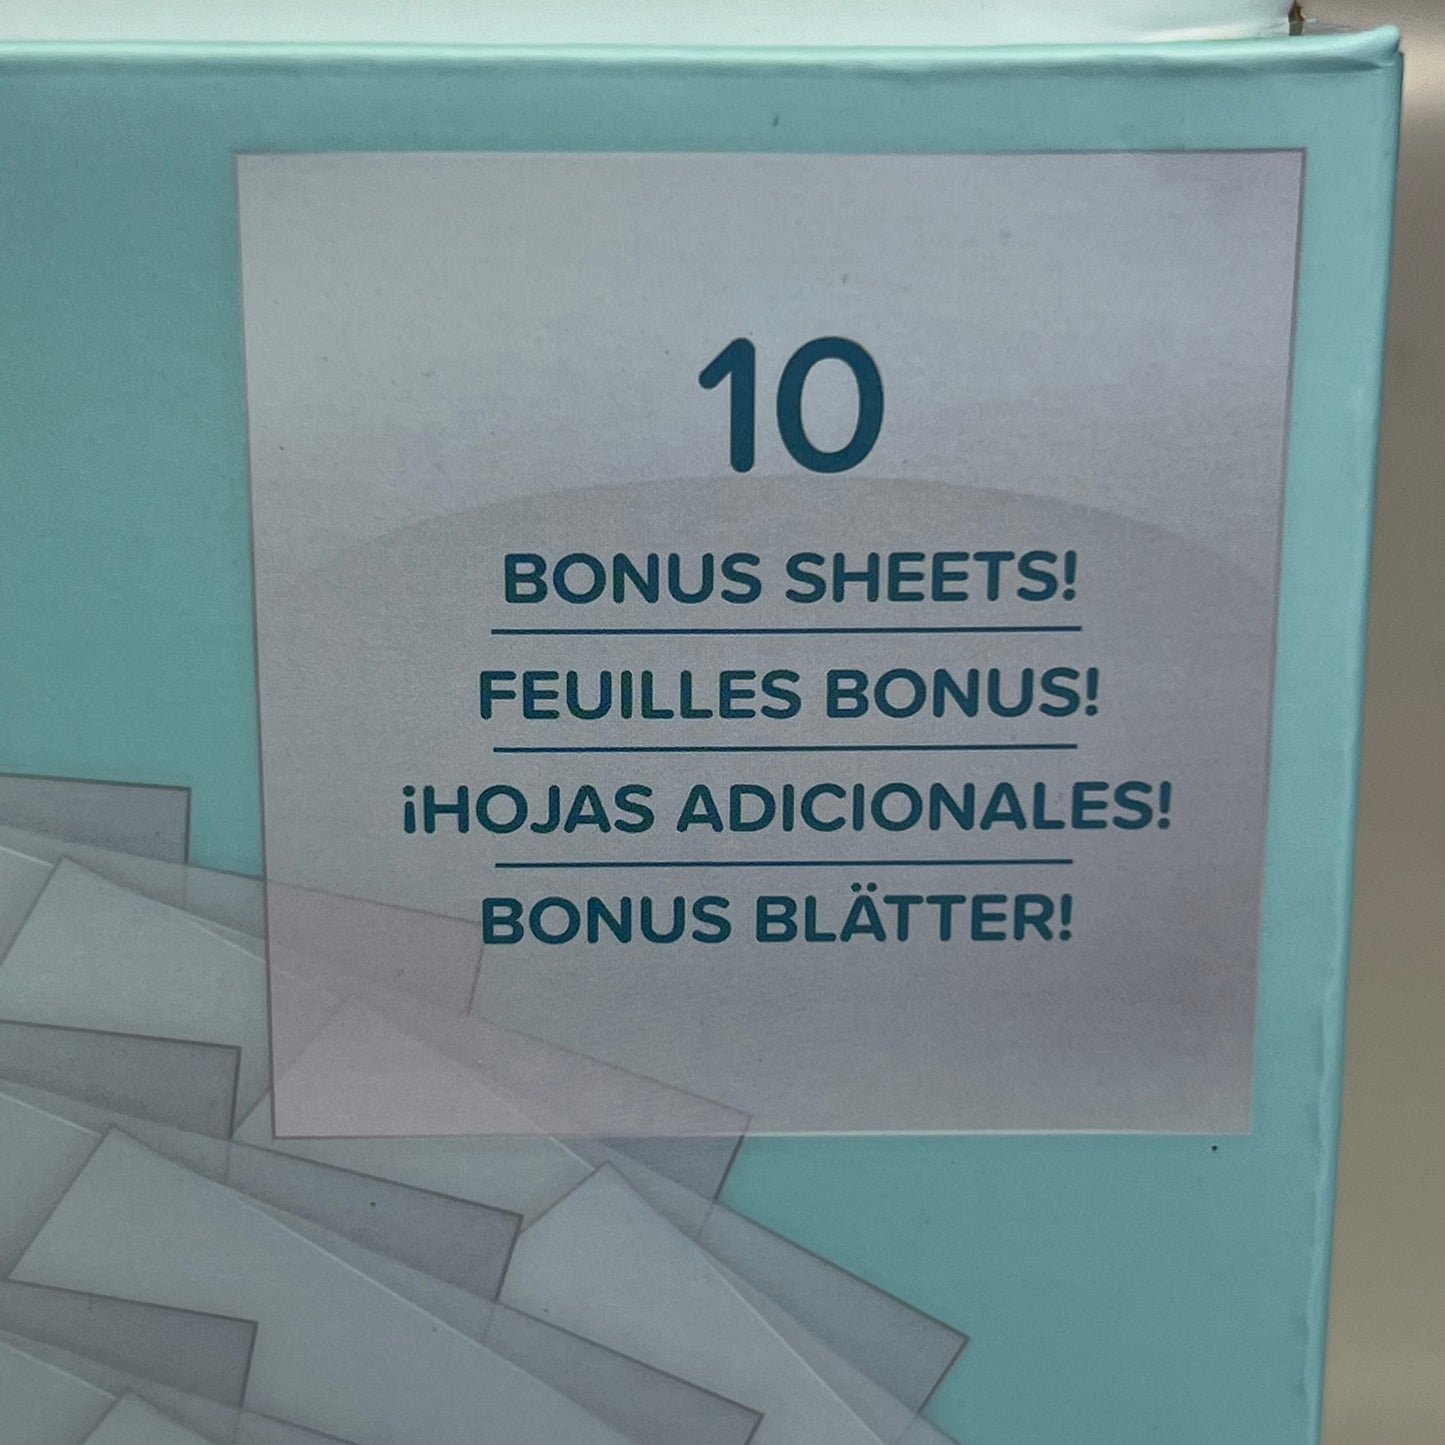 10
BONUS SHEETS!
FEUILLES BONUS!
¡HOJAS ADICIONALES!
BONUS BLÄTTER!